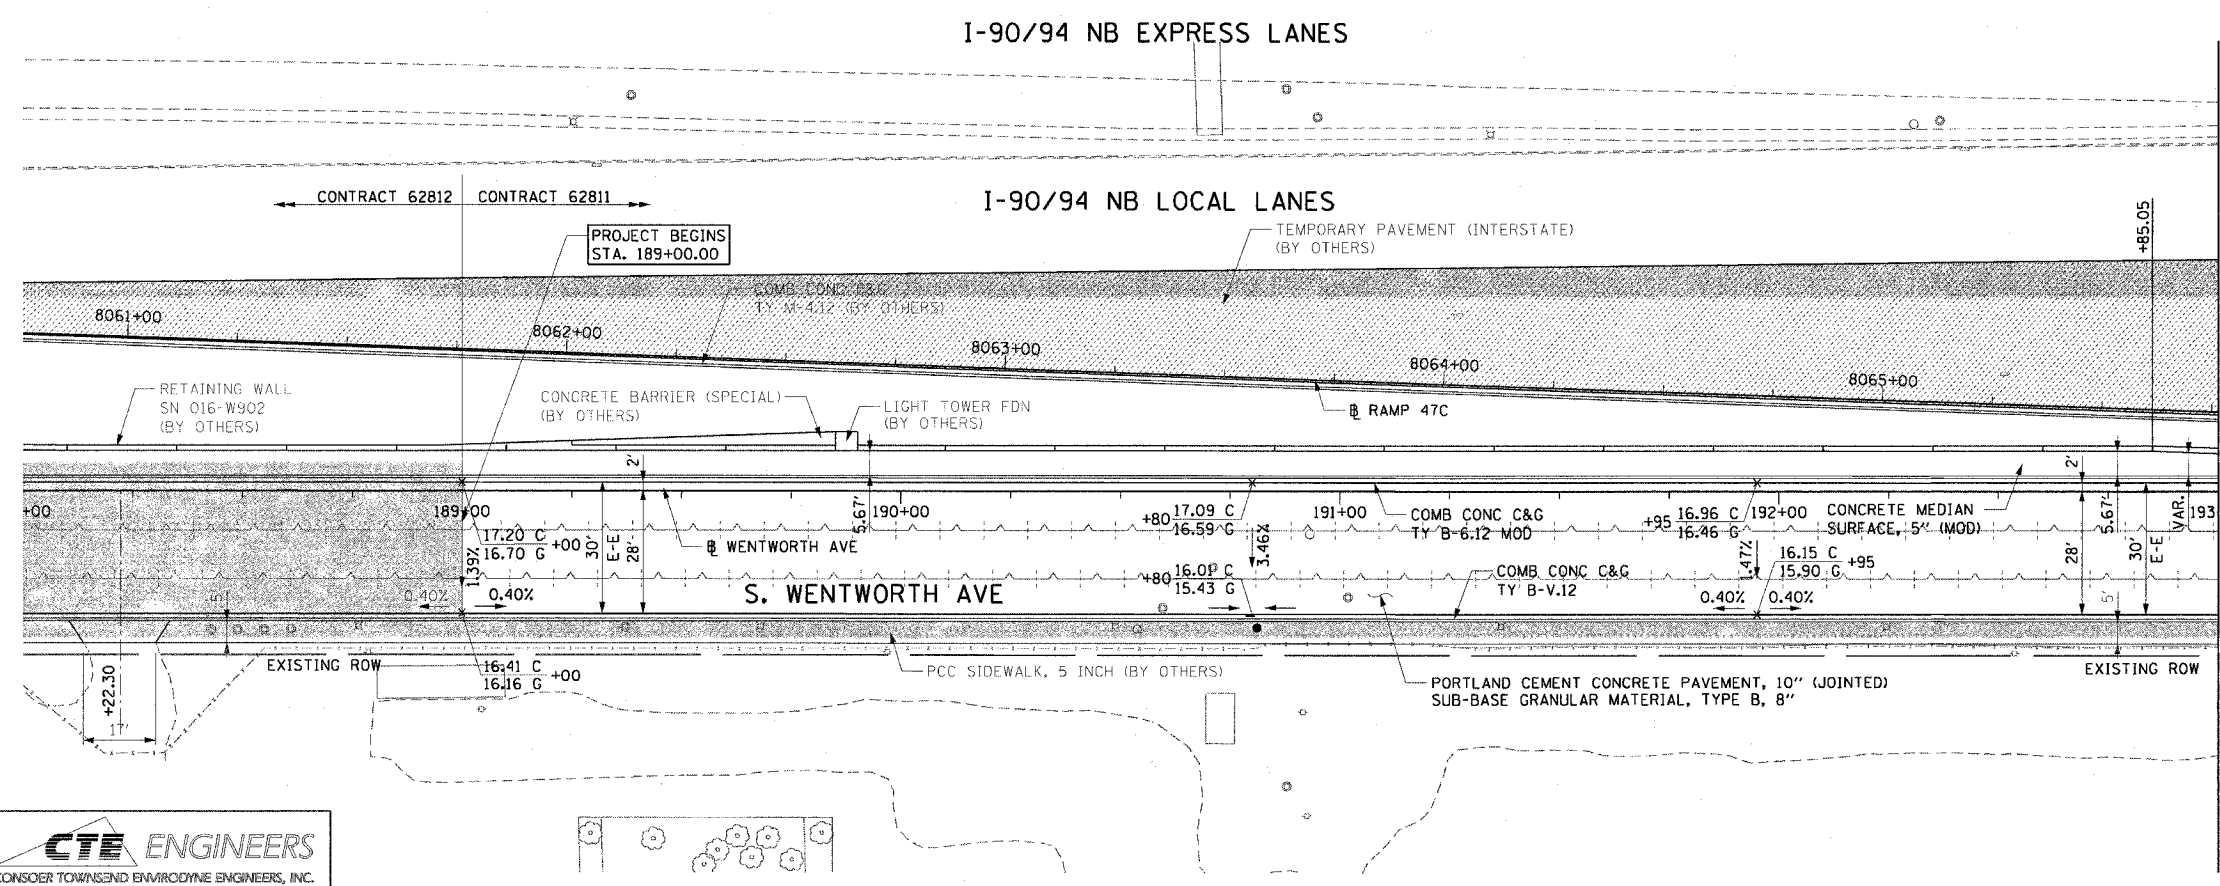 I-90/94 NB EXPRESS LANES
CONTRACT 62812
CONTRACT 62811
I-90/94 NB LOCAL LANES
PROJECT BEGINS
STA. 189+00.00
TEMPORARY PAVEMENT (INTERSTATE)
(BY OTHERS)
+85.05
COMB CONC C&G
TY M-4.12 (BY OTHERS)
8061+00
8062+00
8063+00
8064+00
8065+00
RETAINING WALL
SN 016-W902
(BY OTHERS)
CONCRETE BARRIER (SPECIAL)
(BY OTHERS)
LIGHT TOWER FDN
(BY OTHERS)
℄ RAMP 47C
2'
5.67'
2'
5.67'
VAR.
+00
189+00
190+00
191+00
192+00
193
17.20 C
16.70 G
+00
1.39%
30'
E-E
28'
℄ WENTWORTH AVE
+80
17.09 C
16.59 G
3.46%
COMB CONC C&G
TY B-6.12 MOD
+95
16.96 C
16.46 G
CONCRETE MEDIAN
SURFACE, 5" (MOD)
1.47%
16.15 C
15.90 G
+95
28'
30'
E-E
+80
15.43 G
COMB CONC C&G
TY B-V.12
S. WENTWORTH AVE
0.40%
0.40%
0.40%
0.40%
5'
5'
EXISTING ROW
16.41 C
16.16 G
+00
PCC SIDEWALK, 5 INCH (BY OTHERS)
PORTLAND CEMENT CONCRETE PAVEMENT, 10" (JOINTED)
SUB-BASE GRANULAR MATERIAL, TYPE B, 8"
EXISTING ROW
+22.30
17'
CTE ENGINEERS
CONSOER TOWNSEND ENVIRODYNE ENGINEERS, INC.